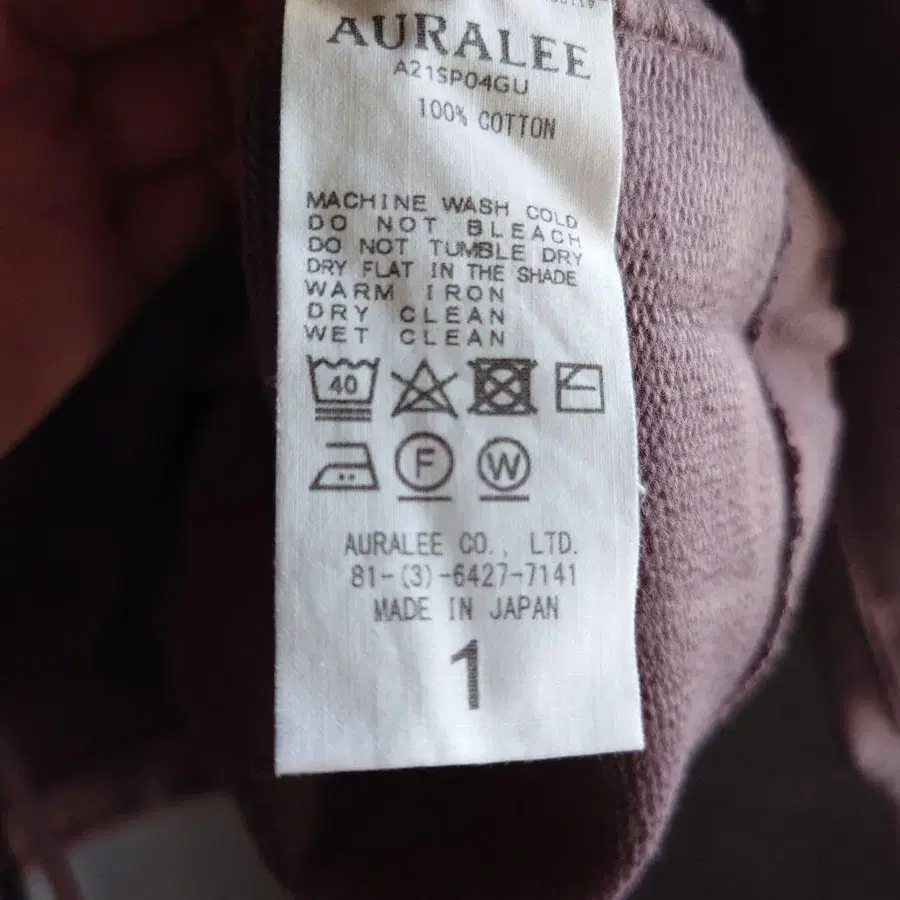 AURALEE
A21SP04GU
100% COTTON
MACHINE WASH COLD
DO NOT BLEACH
DO NOT TUMBLE DRY
DRY FLAT IN THE SHADE
WARM IRON
DRY CLEAN
WET CLEAN
40
F W
AURALEE CO., LTD.
81-(3)-6427-7141
MADE IN JAPAN
1